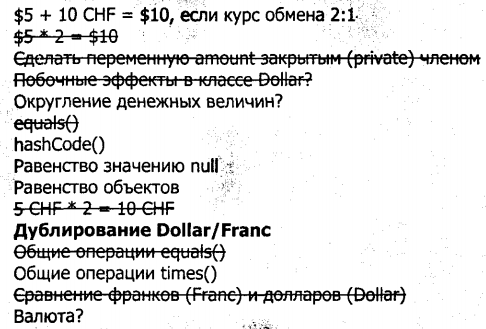 $5 + 10 CHF = $10, если курс обмена 2:1
$5 * 2 = $10
Сделать переменную amount закрытым (private) членом
Побочные эффекты в классе Dollar?
Округление денежных величин?
equals()
hashCode()
Равенство значению null
Равенство объектов
5 CHF * 2 = 10 CHF
Дублирование Dollar/Franc
Общие операции equals()
Общие операции times()
Сравнение франков (Franc) и долларов (Dollar)
Валюта?